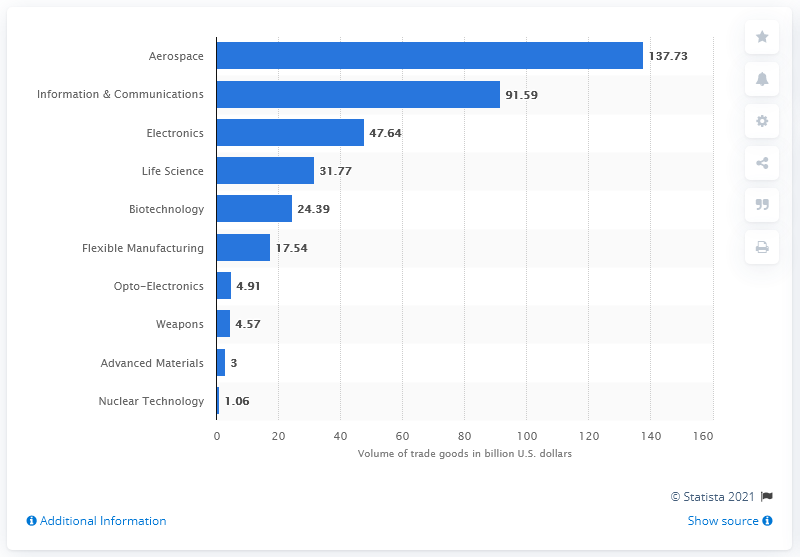 Aerospace 137.73
Information & Communications 91.59
Electronics 47.64
Life Science 31.77
Biotechnology 24.39
Flexible Manufacturing 17.54
Opto-Electronics 4.91
Weapons 4.57
Advanced Materials 3
Nuclear Technology 1.06
0 20 40 60 80 100 120 140 160
Volume of trade goods in billion U.S. dollars
© Statista 2021
Additional Information Show source